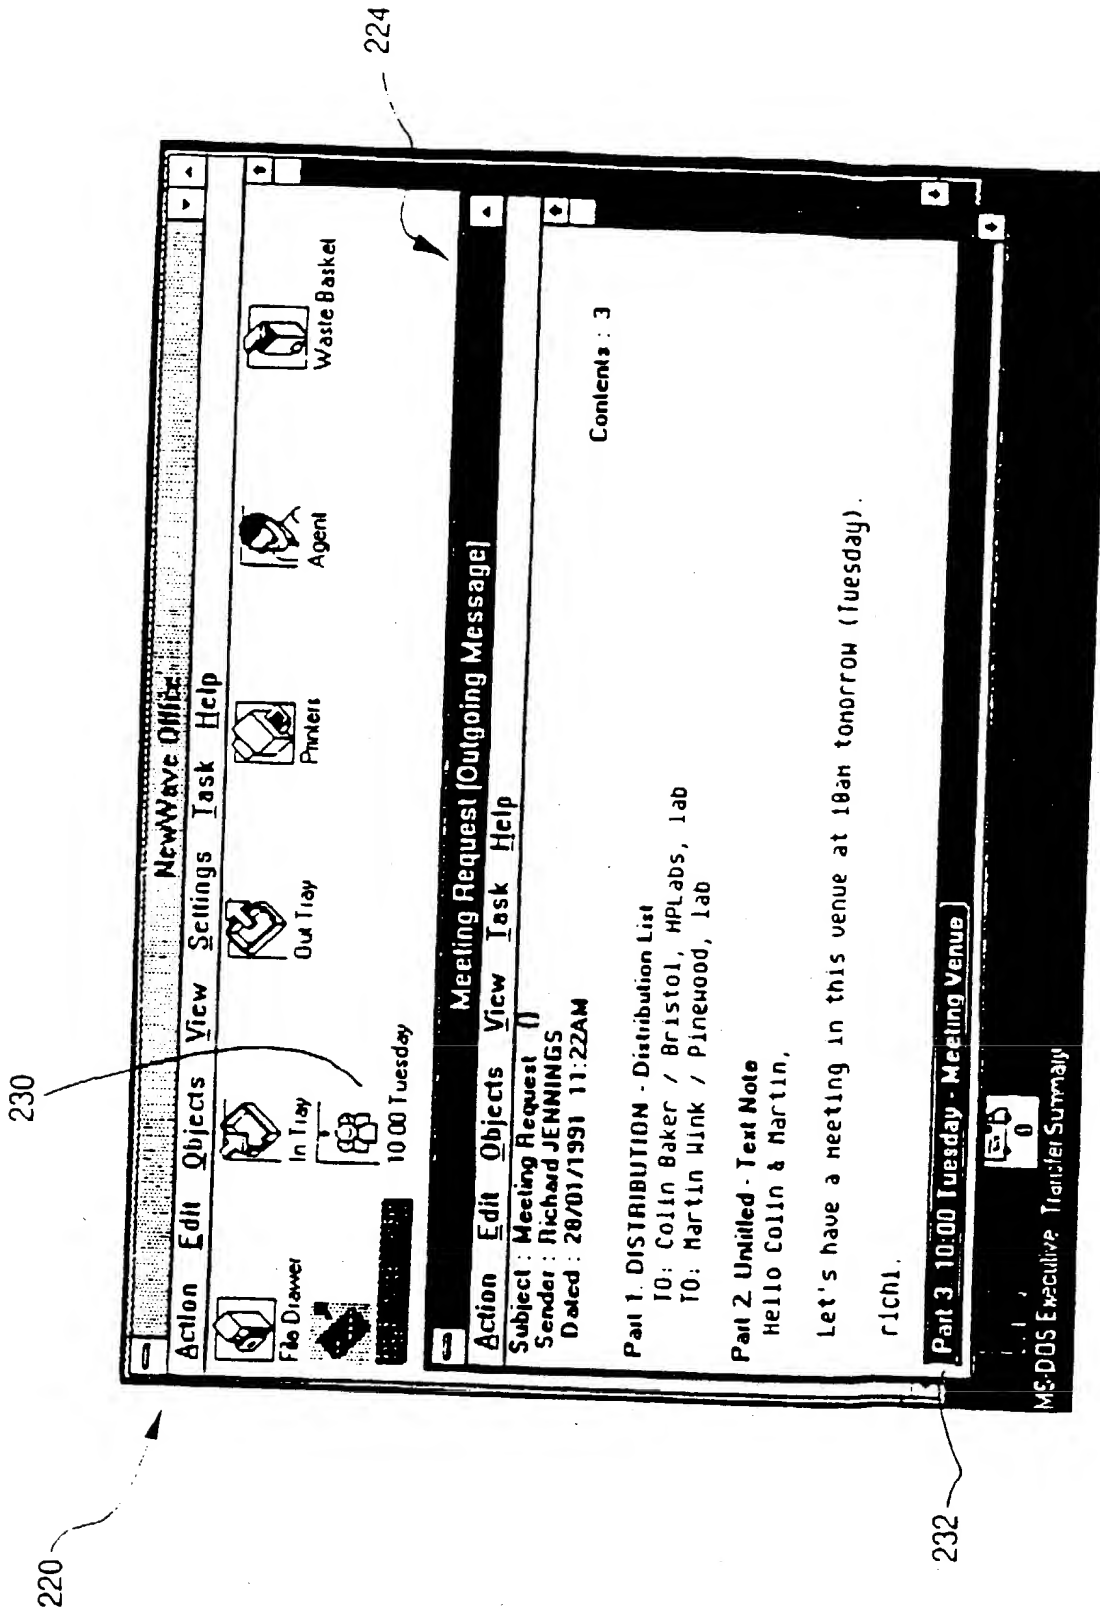 220
230
224
232
NewWave Office
Action Edit Objects View Settings Task Help
File Drawer
In Tray
Out Tray
Printers
Agent
Waste Basket
10 00 Tuesday
Meeting Request (Outgoing Message)
Action Edit Objects View Task Help
Subject : Meeting Request ()
Sender : Richard JENNINGS
Dated : 28/01/1991 11:22AM
Contents : 3
Part 1. DISTRIBUTION - Distribution List
TO: Colin Baker / Bristol, HPLabs, lab
TO: Martin Wink / Pinewood, lab
Part 2. Untitled - Text Note
Hello Colin & Martin,
Let's have a meeting in this venue at 10am tomorrow (Tuesday).
richi.
Part 3. 10:00 Tuesday - Meeting Venue
0
MS-DOS Executive Transfer Summary